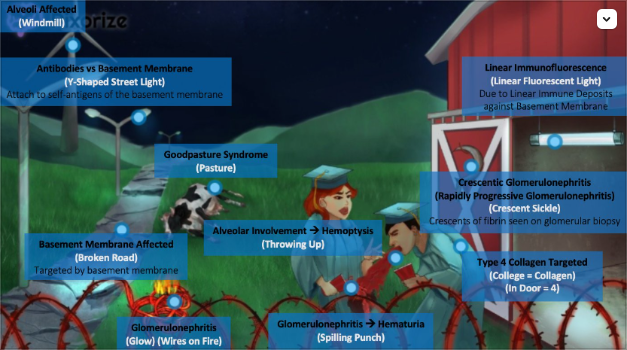 Alveoli Affected
(Windmill)
Antibodies vs Basement Membrane
(Y-Shaped Street Light)
Attach to self-antigens of the basement membrane
Linear Immunofluorescence
(Linear Fluorescent Light)
Due to Linear Immune Deposits
against Basement Membrane
Goodpasture Syndrome
(Pasture)
Crescentic Glomerulonephritis
(Rapidly Progressive Glomerulonephritis)
(Crescent Sickle)
Crescents of fibrin seen on glomerular biopsy
Alveolar Involvement → Hemoptysis
(Throwing Up)
Basement Membrane Affected
(Broken Road)
Targeted by basement membrane
Type 4 Collagen Targeted
(College = Collagen)
(In Door = 4)
Glomerulonephritis
(Glow) (Wires on Fire)
Glomerulonephritis → Hematuria
(Spilling Punch)